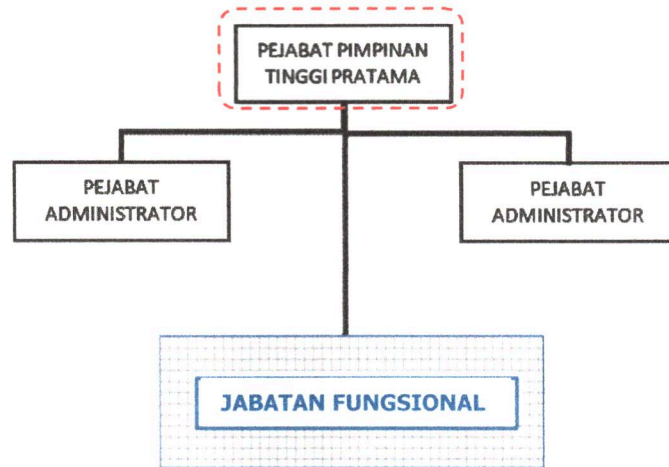 PEJABAT PIMPINAN
TINGGI PRATAMA
PEJABAT
ADMINISTRATOR
PEJABAT
ADMINISTRATOR
JABATAN FUNGSIONAL